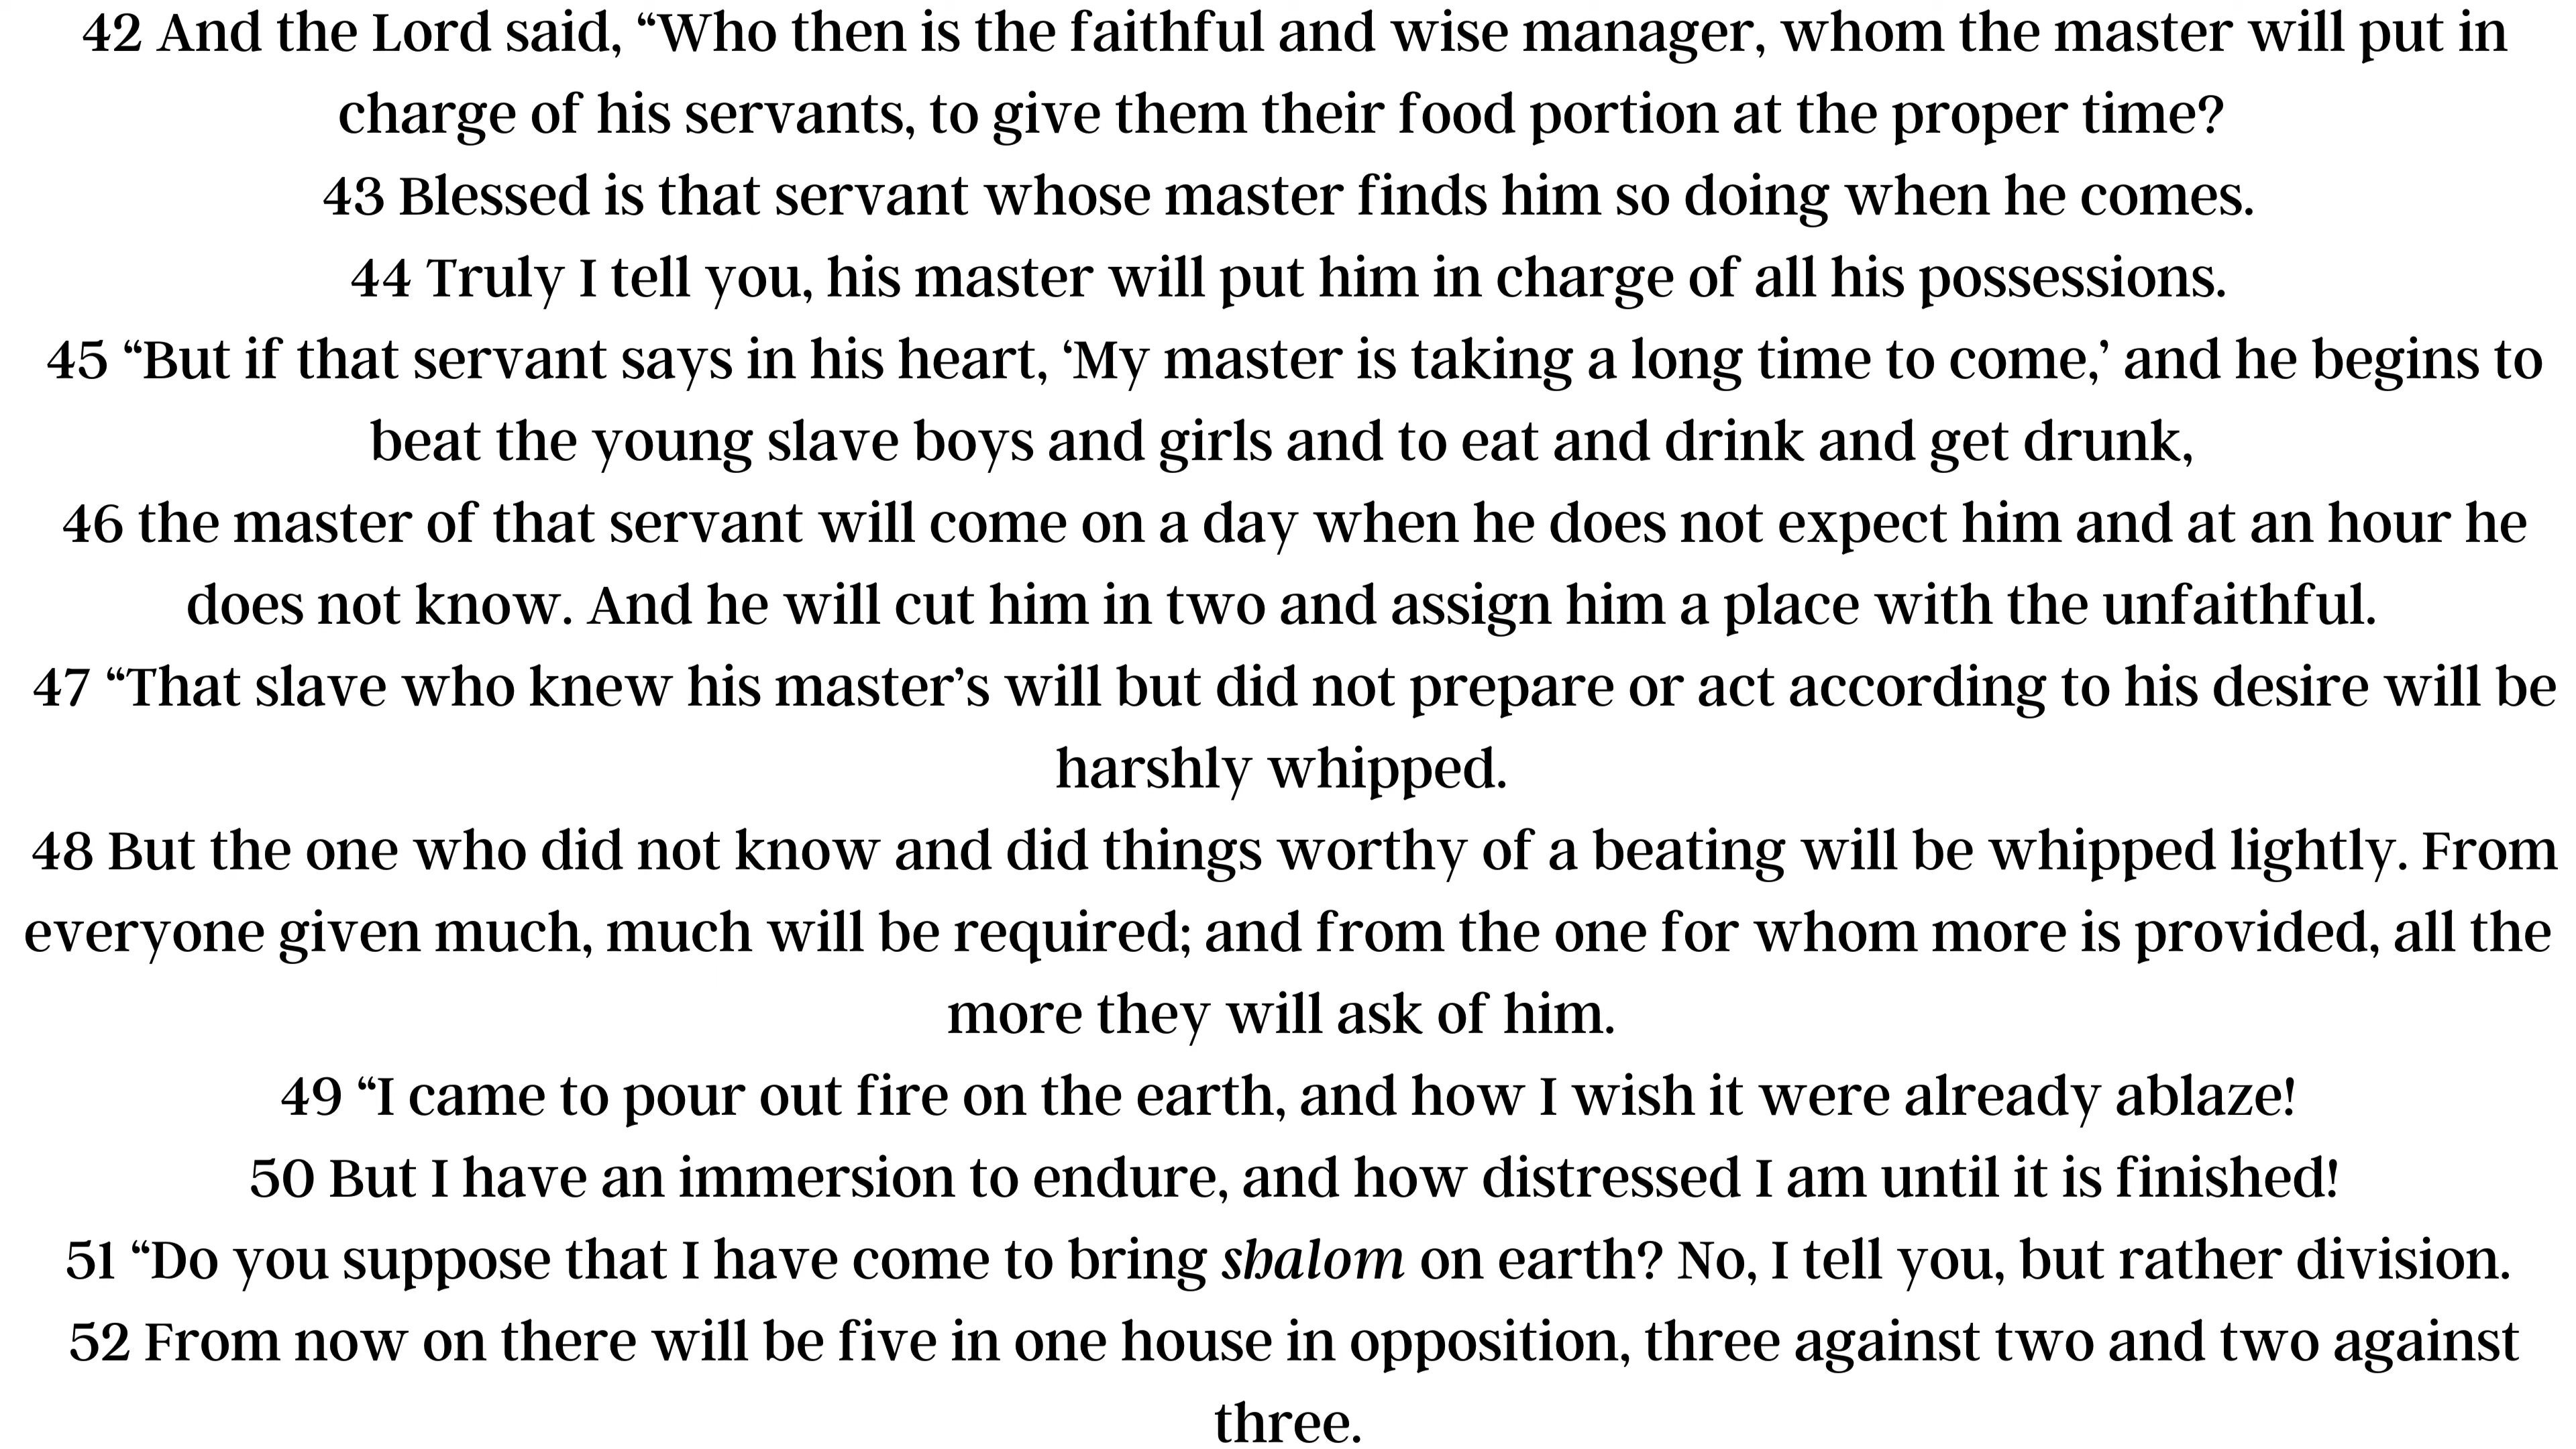 42 And the Lord said, “Who then is the faithful and wise manager, whom the master will put in
charge of his servants, to give them their food portion at the proper time?
43 Blessed is that servant whose master finds him so doing when he comes.
44 Truly I tell you, his master will put him in charge of all his possessions.
45 “But if that servant says in his heart, ‘My master is taking a long time to come,’ and he begins to
beat the young slave boys and girls and to eat and drink and get drunk,
46 the master of that servant will come on a day when he does not expect him and at an hour he
does not know. And he will cut him in two and assign him a place with the unfaithful.
47 “That slave who knew his master’s will but did not prepare or act according to his desire will be
harshly whipped.
48 But the one who did not know and did things worthy of a beating will be whipped lightly. From
everyone given much, much will be required; and from the one for whom more is provided, all the
more they will ask of him.
49 “I came to pour out fire on the earth, and how I wish it were already ablaze!
50 But I have an immersion to endure, and how distressed I am until it is finished!
51 “Do you suppose that I have come to bring shalom on earth? No, I tell you, but rather division.
52 From now on there will be five in one house in opposition, three against two and two against
three.